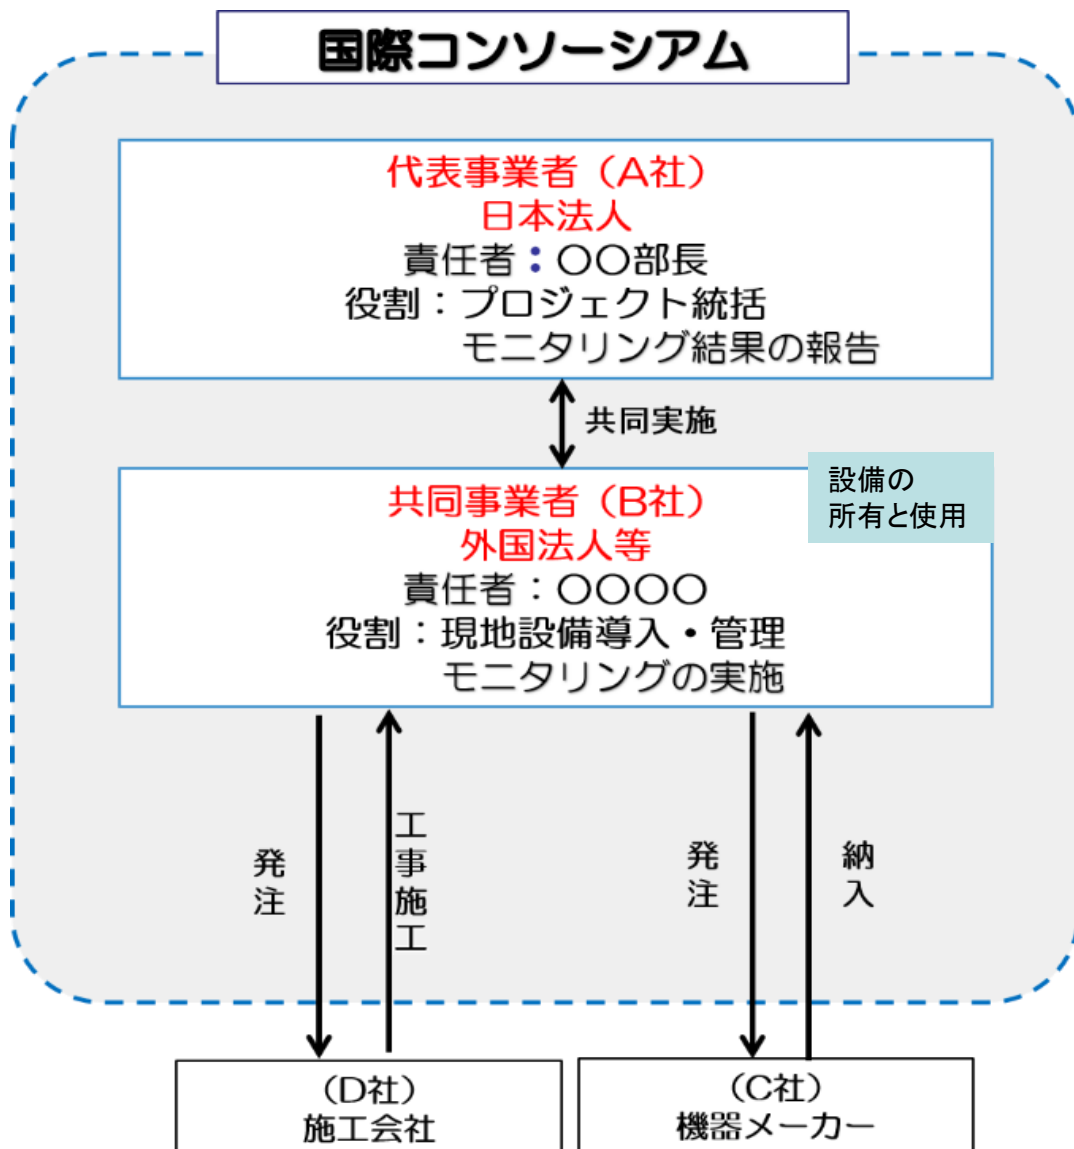 国際コンソーシアム
代表事業者（A社）
日本法人
責任者：〇〇部長
役割：プロジェクト統括
モニタリング結果の報告
共同実施
設備の
所有と使用
共同事業者（B社）
外国法人等
責任者：〇〇〇〇
役割：現地設備導入・管理
モニタリングの実施
発注
工事施工
発注
納入
（D社）
施工会社
（C社）
機器メーカー